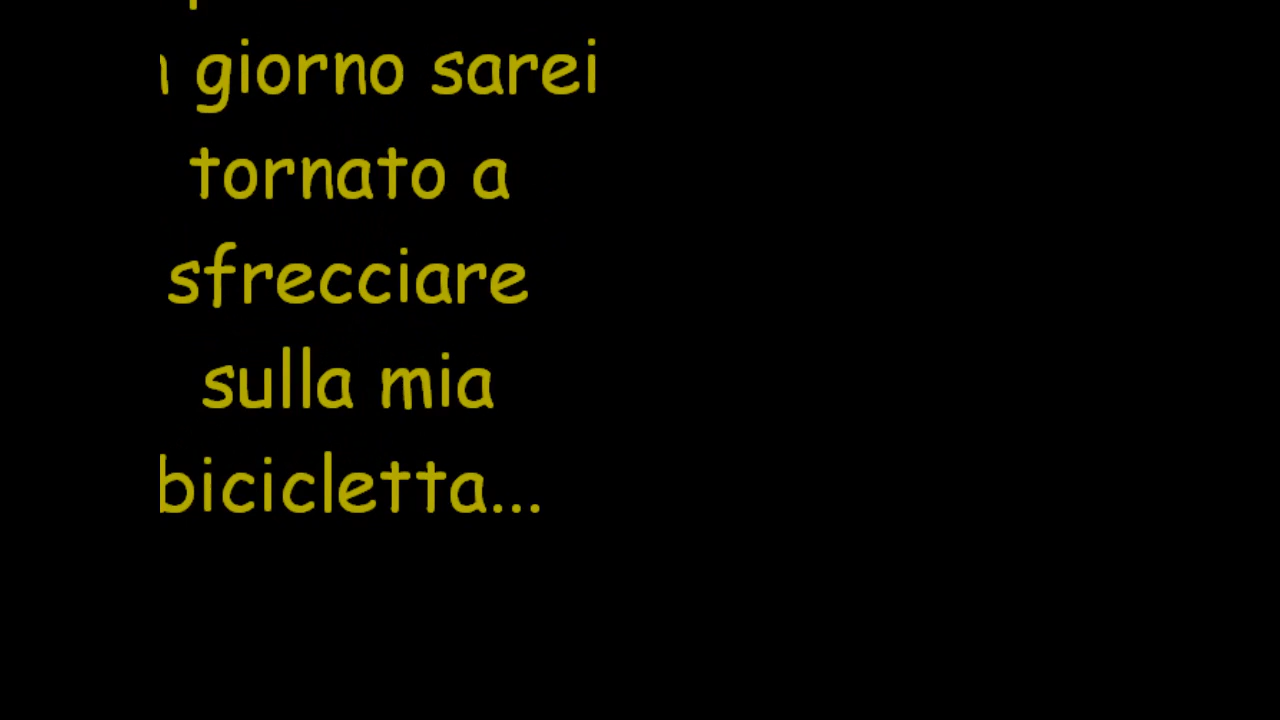 giorno sarei
tornato a
sfrecciare
sulla mia
bicicletta...